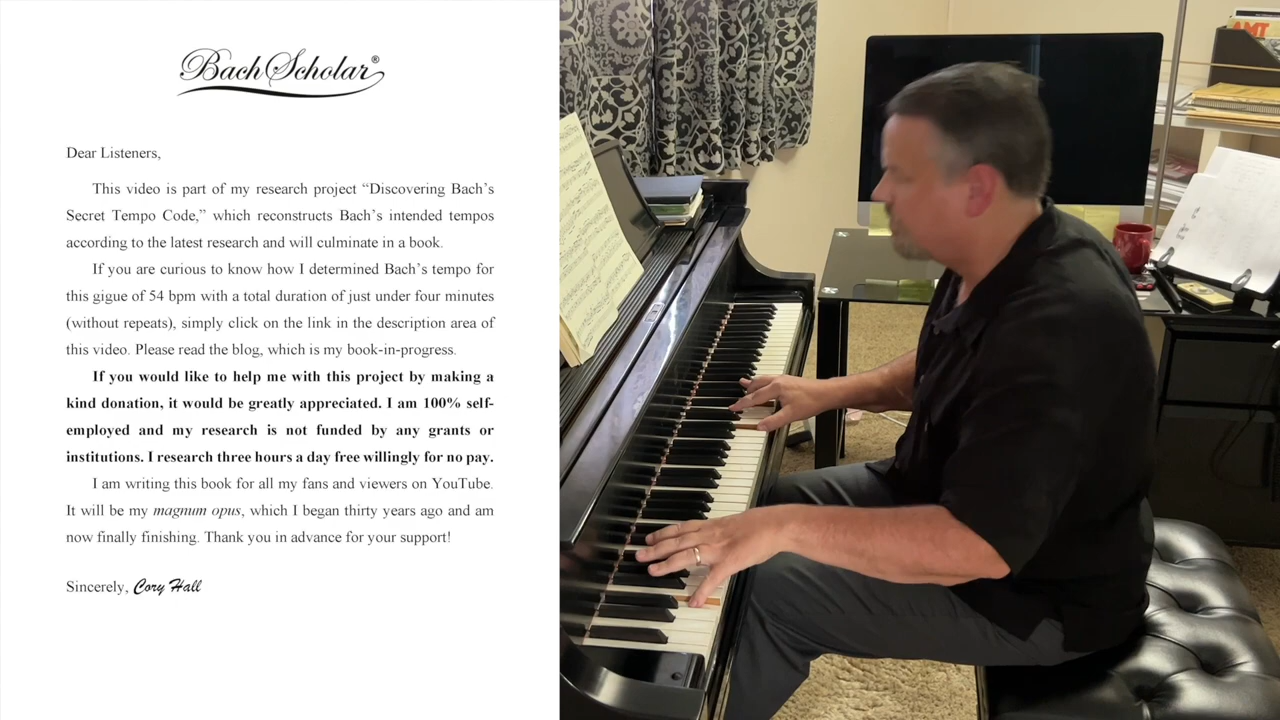 BachScholar®
Dear Listeners,
This video is part of my research project “Discovering Bach’s
Secret Tempo Code,” which reconstructs Bach’s intended tempos
according to the latest research and will culminate in a book.
If you are curious to know how I determined Bach’s tempo for
this gigue of 54 bpm with a total duration of just under four minutes
(without repeats), simply click on the link in the description area of
this video. Please read the blog, which is my book-in-progress.
If you would like to help me with this project by making a
kind donation, it would be greatly appreciated. I am 100% self-
employed and my research is not funded by any grants or
institutions. I research three hours a day free willingly for no pay.
I am writing this book for all my fans and viewers on YouTube.
It will be my magnum opus, which I began thirty years ago and am
now finally finishing. Thank you in advance for your support!
Sincerely, Cory Hall
AMT